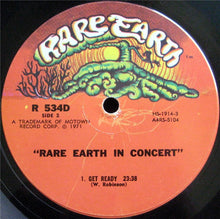 RARE EARTH
R 534D
SIDE 2
A TRADEMARK OF MOTOWN
RECORD CORP. © 1971
HS-1914-3
A4RS-5104
"RARE EARTH IN CONCERT"
1. GET READY 23:38
(W. Robinson)